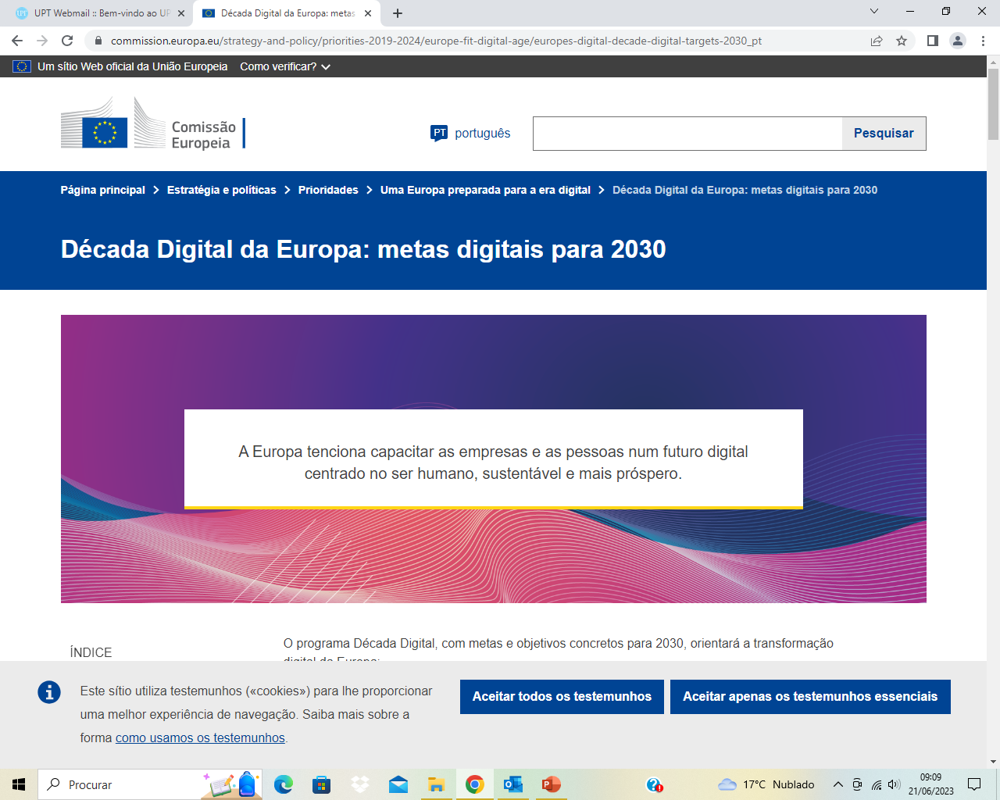 UPT Webmail :: Bem-vindo ao UP
Década Digital da Europa: metas
commission.europa.eu/strategy-and-policy/priorities-2019-2024/europe-fit-digital-age/europes-digital-decade-digital-targets-2030_pt
Um sítio Web oficial da União Europeia Como verificar?
Comissão
Europeia
PT português
Pesquisar
Página principal Estratégia e políticas Prioridades Uma Europa preparada para a era digital Década Digital da Europa: metas digitais para 2030
Década Digital da Europa: metas digitais para 2030
A Europa tenciona capacitar as empresas e as pessoas num futuro digital
centrado no ser humano, sustentável e mais próspero.
ÍNDICE
O programa Década Digital, com metas e objetivos concretos para 2030, orientará a transformação
digital da Europa:
Este sítio utiliza testemunhos («cookies») para lhe proporcionar
uma melhor experiência de navegação. Saiba mais sobre a
forma como usamos os testemunhos.
Aceitar todos os testemunhos
Aceitar apenas os testemunhos essenciais
Procurar
17°C Nublado
09:09
21/06/2023